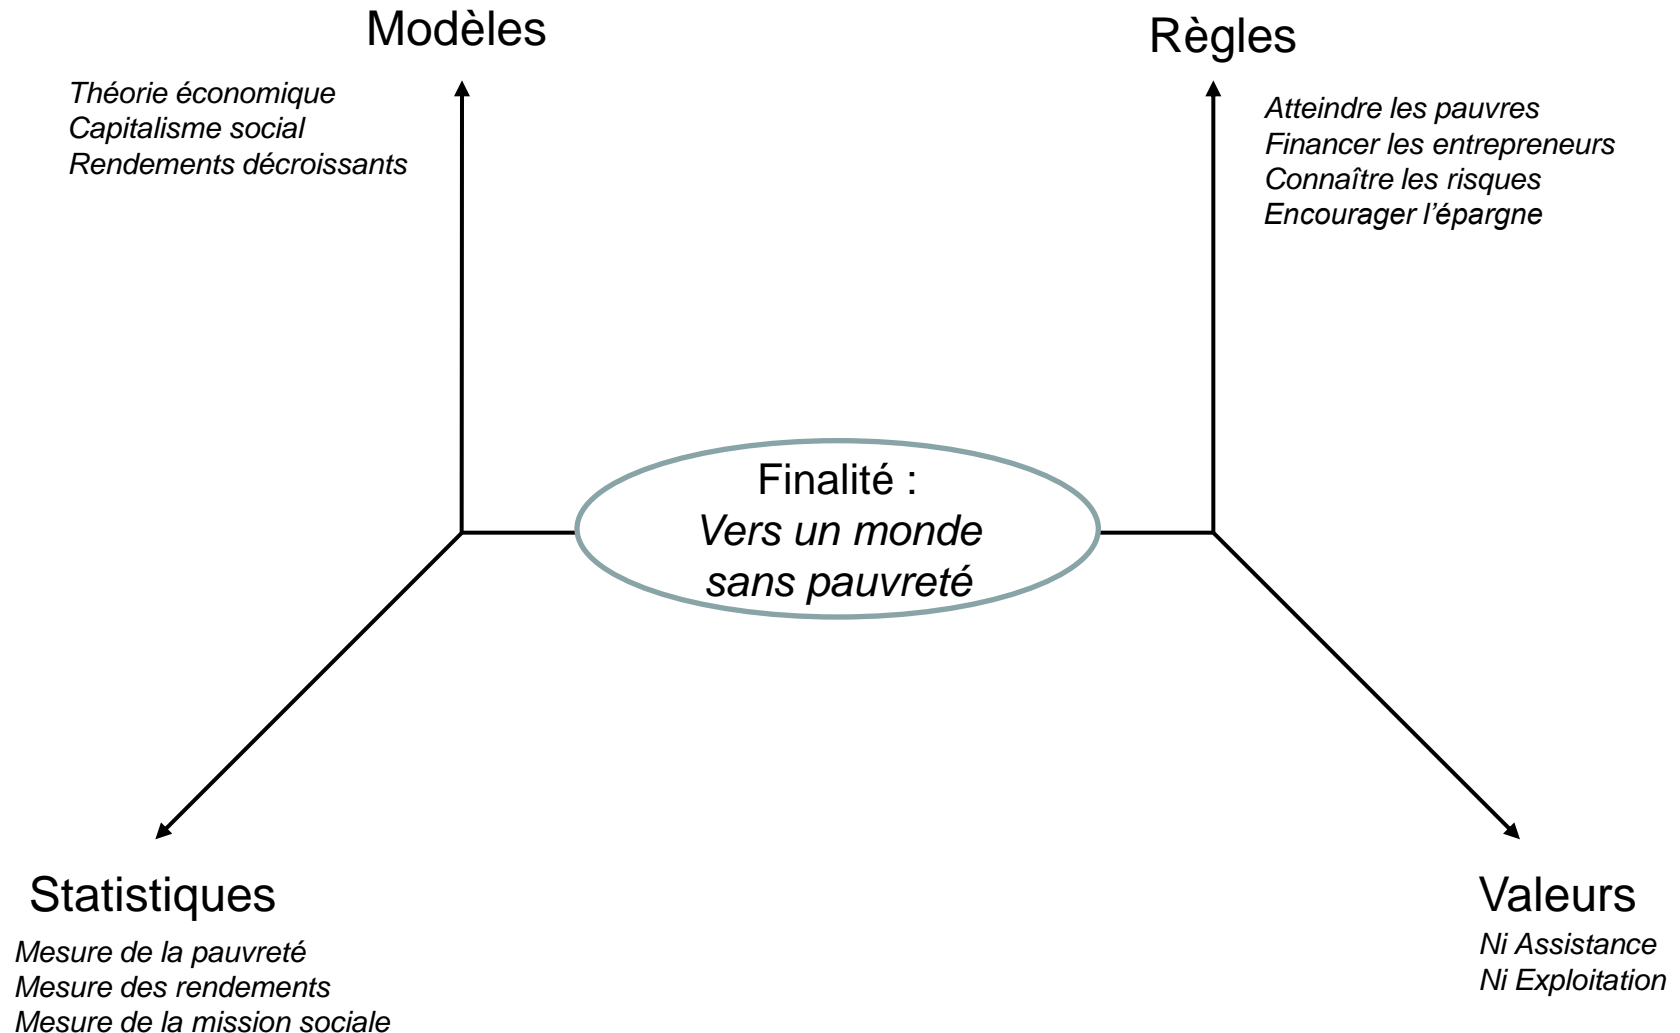 Modèles
Théorie économique
Capitalisme social
Rendements décroissants
Règles
Atteindre les pauvres
Financer les entrepreneurs
Connaître les risques
Encourager l’épargne
Finalité :
Vers un monde
sans pauvreté
Statistiques
Mesure de la pauvreté
Mesure des rendements
Mesure de la mission sociale
Valeurs
Ni Assistance
Ni Exploitation